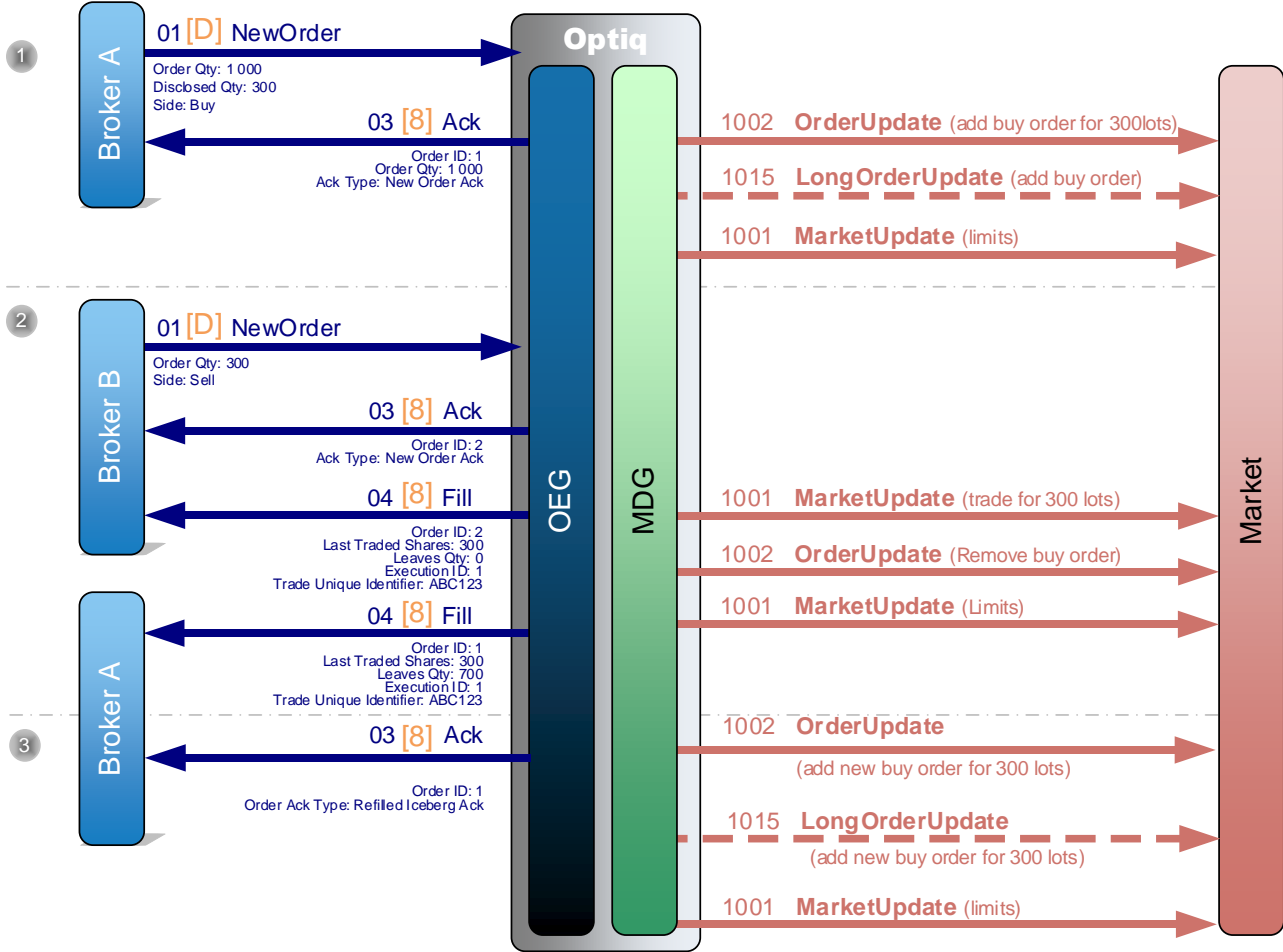 1
Broker A
01 [D] NewOrder
Order Qty: 1 000
Disclosed Qty: 300
Side: Buy
03 [8] Ack
Order ID: 1
Order Qty: 1 000
Ack Type: New Order Ack
Optiq
OEG
MDG
Market
1002 OrderUpdate (add buy order for 300lots)
1015 LongOrderUpdate (add buy order)
1001 MarketUpdate (limits)
2
Broker B
01 [D] NewOrder
Order Qty: 300
Side: Sell
03 [8] Ack
Order ID: 2
Ack Type: New Order Ack
04 [8] Fill
Order ID: 2
Last Traded Shares: 300
Leaves Qty: 0
Execution ID: 1
Trade Unique Identifier: ABC123
1001 MarketUpdate (trade for 300 lots)
1002 OrderUpdate (Remove buy order)
1001 MarketUpdate (Limits)
Broker A
04 [8] Fill
Order ID: 1
Last Traded Shares: 300
Leaves Qty: 700
Execution ID: 1
Trade Unique Identifier: ABC123
3
03 [8] Ack
Order ID: 1
Order Ack Type: Refilled Iceberg Ack
1002 OrderUpdate
(add new buy order for 300 lots)
1015 LongOrderUpdate
(add new buy order for 300 lots)
1001 MarketUpdate (limits)